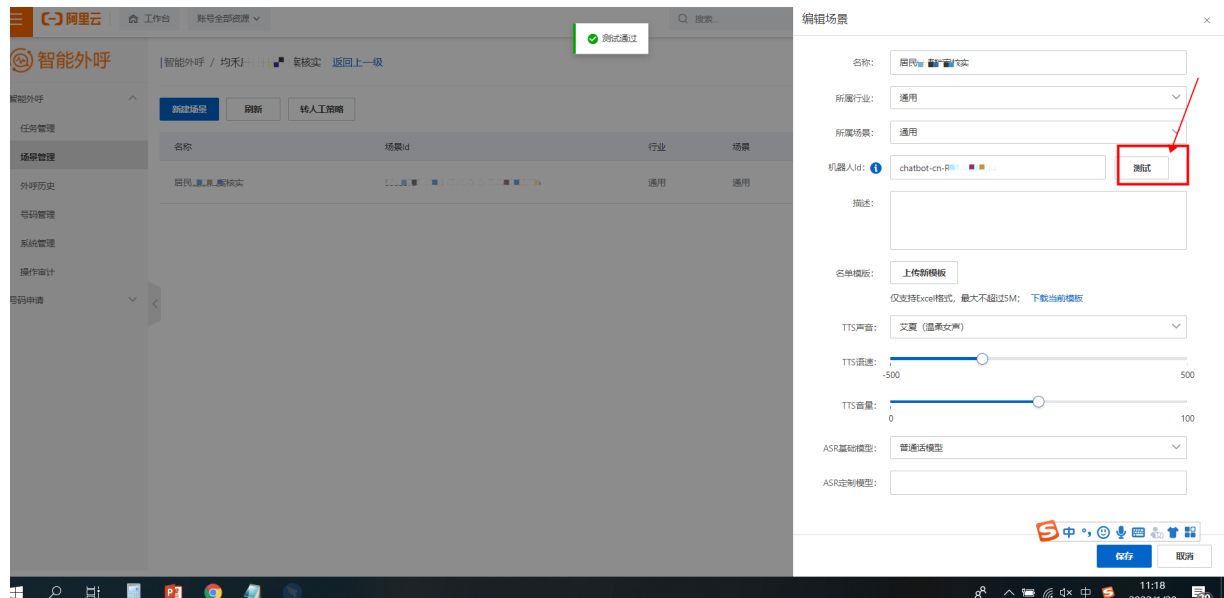 阿里云 工作台 账号全部资源 搜索...
测试通过
编辑场景
智能外呼
智能外呼 / 均禾 核实 返回上一级
新建场景 刷新 转人工策略
名称 场景Id 行业 场景
居民 核实 通用 通用
智能外呼
任务管理
场景管理
外呼历史
号码管理
系统管理
操作审计
号码申请
名称: 居民 核实
所属行业: 通用
所属场景: 通用
机器人Id: chatbot-cn- 测试
描述:
名单模版: 上传新模板
仅支持Excel格式，最大不超过5M; 下载当前模板
TTS声音: 艾夏（温柔女声）
TTS语速:
-500 500
TTS音量:
0 100
ASR基础模型: 普通话模型
ASR定制模型:
中
保存 取消
中 11:18